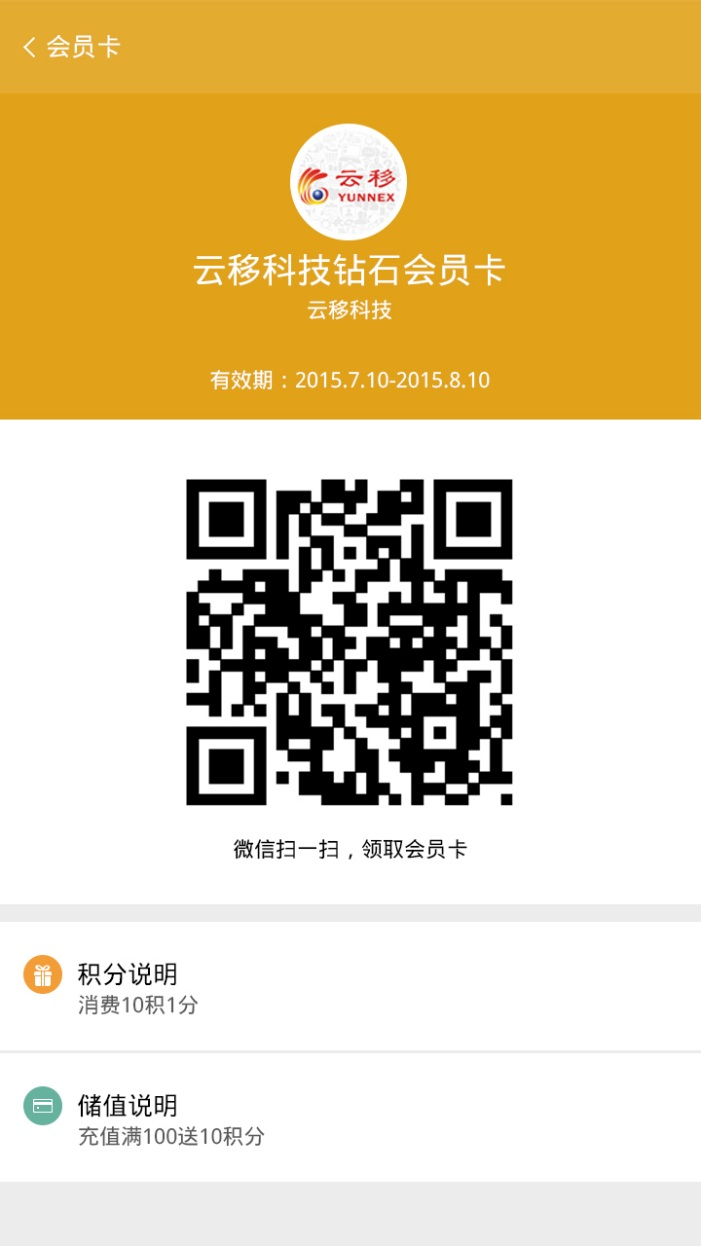 会员卡
云移
YUNNEX
云移科技钻石会员卡
云移科技
有效期：2015.7.10-2015.8.10
微信扫一扫，领取会员卡
积分说明
消费10积1分
储值说明
充值满100送10积分